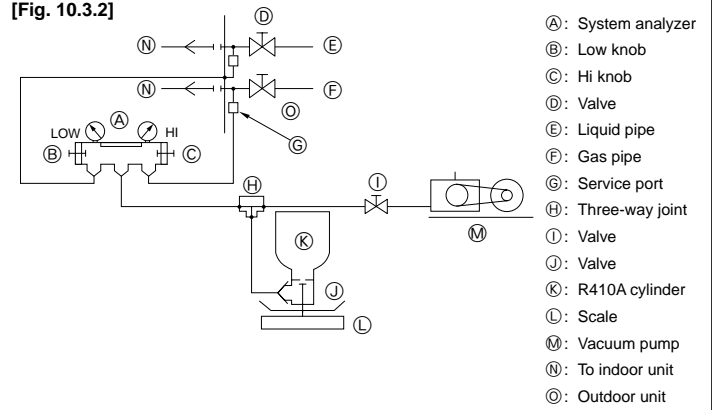 [Fig. 10.3.2]
Ⓝ Ⓓ Ⓔ
Ⓝ Ⓕ
Ⓞ
Ⓐ
LOW HI
Ⓑ Ⓒ
Ⓖ
Ⓗ Ⓘ
Ⓚ Ⓜ
Ⓙ
Ⓛ
Ⓐ: System analyzer
Ⓑ: Low knob
Ⓒ: Hi knob
Ⓓ: Valve
Ⓔ: Liquid pipe
Ⓕ: Gas pipe
Ⓖ: Service port
Ⓗ: Three-way joint
Ⓘ: Valve
Ⓙ: Valve
Ⓚ: R410A cylinder
Ⓛ: Scale
Ⓜ: Vacuum pump
Ⓝ: To indoor unit
Ⓞ: Outdoor unit